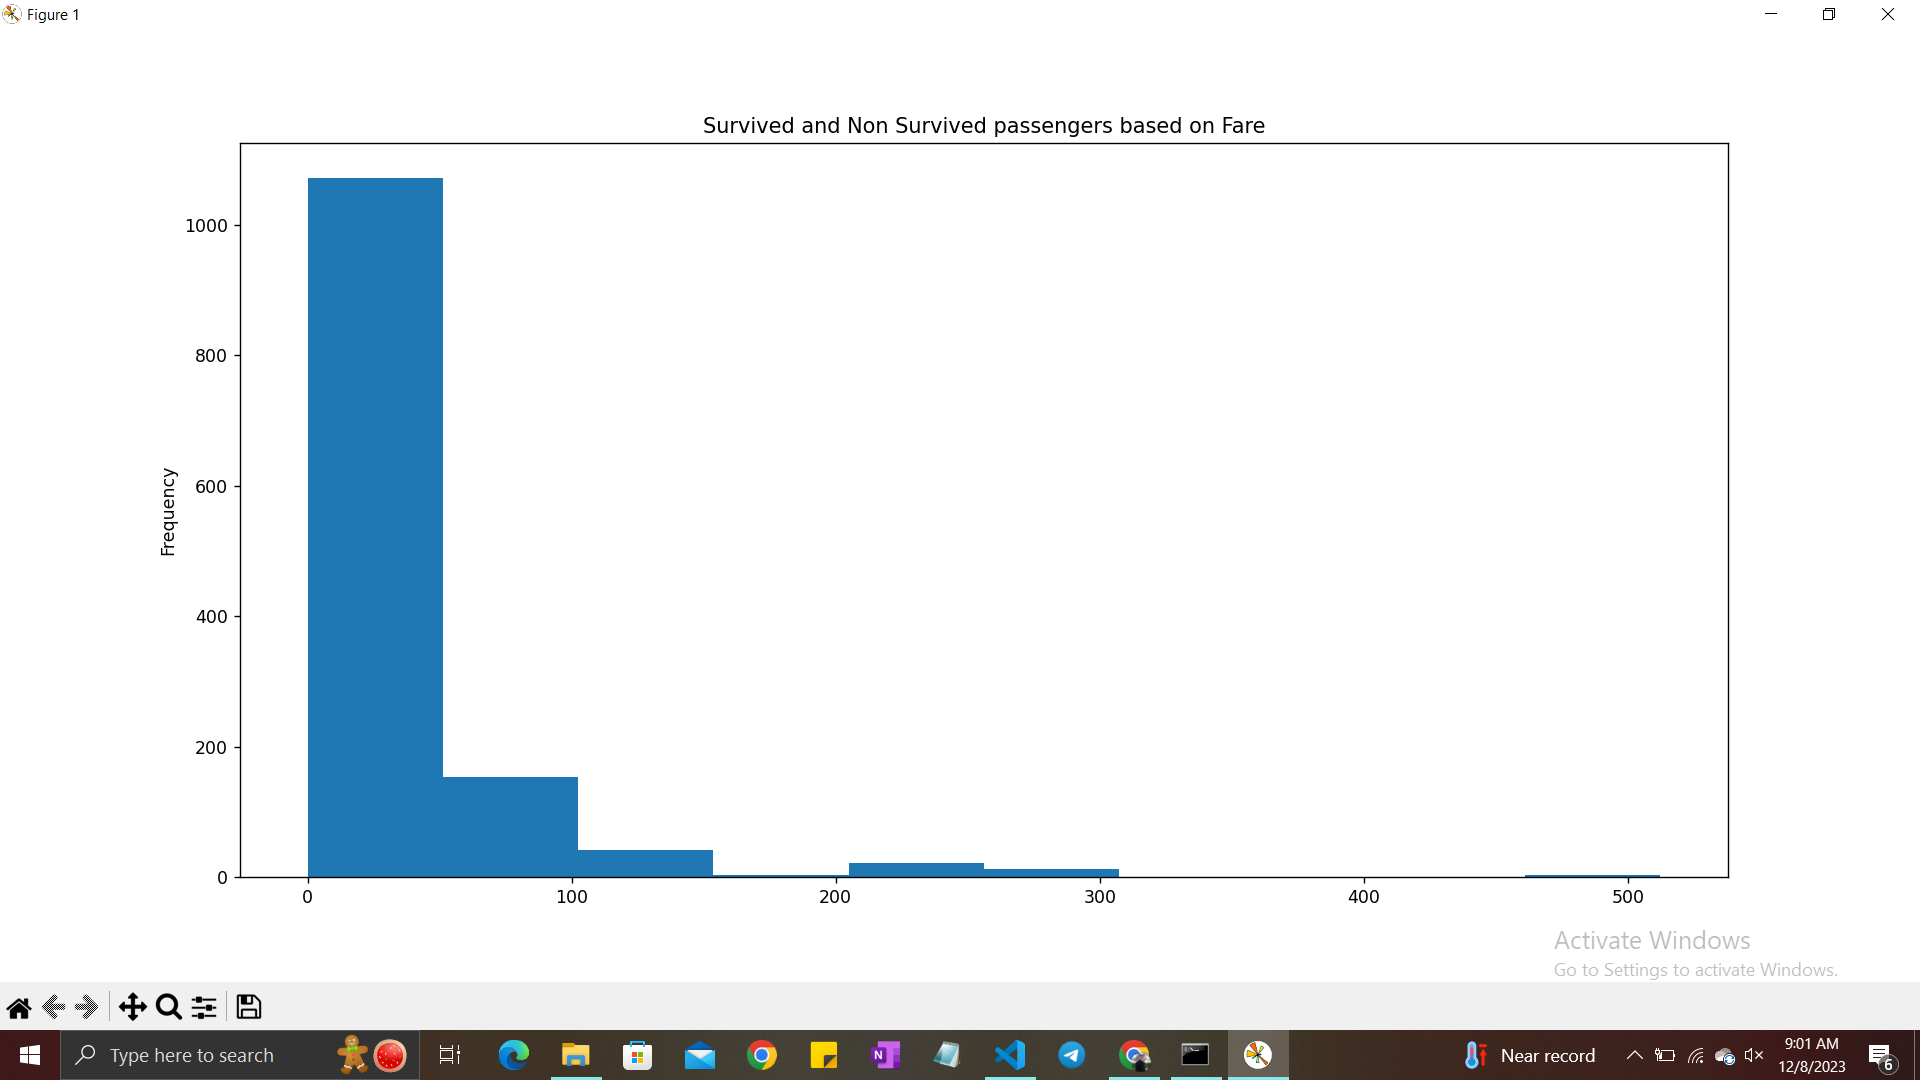 Figure 1
Survived and Non Survived passengers based on Fare
1000
800
600
400
200
0
Frequency
0 100 200 300 400 500
Activate Windows
Go to Settings to activate Windows.
Type here to search
N
Near record
9:01 AM
12/8/2023
6